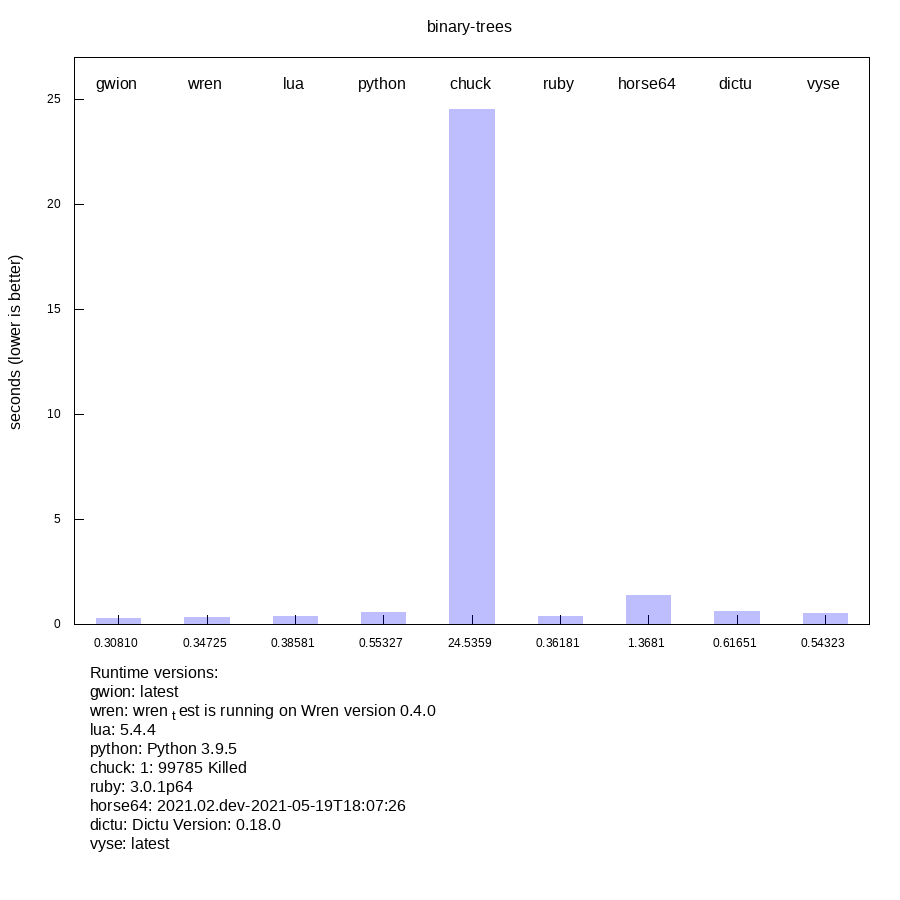 binary-trees
gwion wren lua python chuck ruby horse64 dictu vyse
25
20
15
10
5
0
seconds (lower is better)
0.30810 0.34725 0.38581 0.55327 24.5359 0.36181 1.3681 0.61651 0.54323
Runtime versions:
gwion: latest
wren: wren t est is running on Wren version 0.4.0
lua: 5.4.4
python: Python 3.9.5
chuck: 1: 99785 Killed
ruby: 3.0.1p64
horse64: 2021.02.dev-2021-05-19T18:07:26
dictu: Dictu Version: 0.18.0
vyse: latest